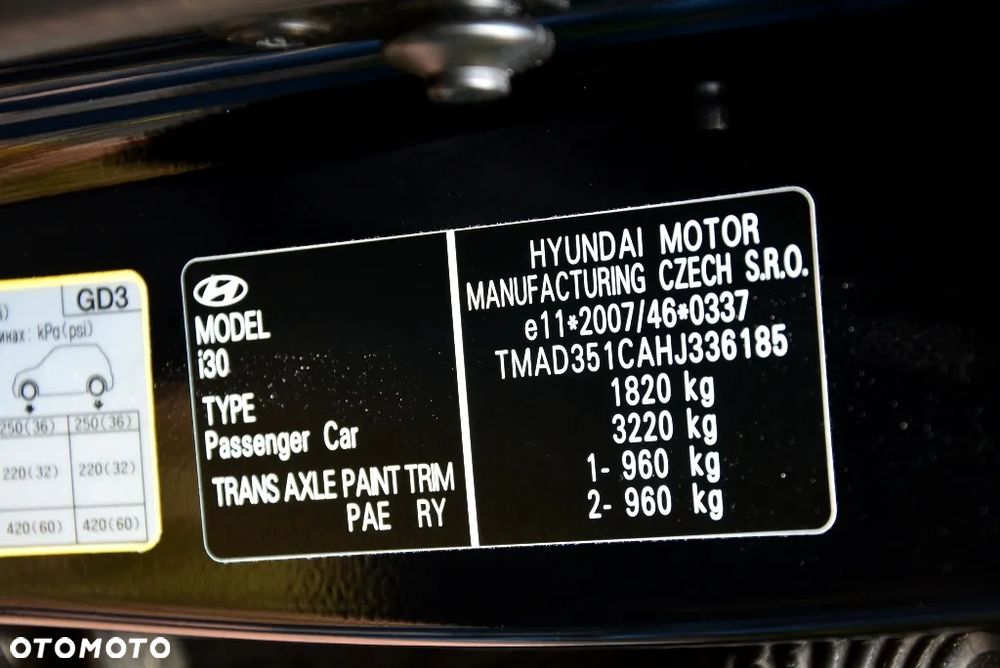 GD3
инах: kPa(psi)
250(36) 250(36)
220(32) 220(32)
420(60) 420(60)
MODEL
i30
TYPE
Passenger Car
TRANS AXLE PAINT TRIM
PAE RY
HYUNDAI MOTOR
MANUFACTURING CZECH S.R.O.
e11*2007/46*0337
TMAD351CAHJ336185
1820 kg
3220 kg
1- 960 kg
2- 960 kg
OTOMOTO